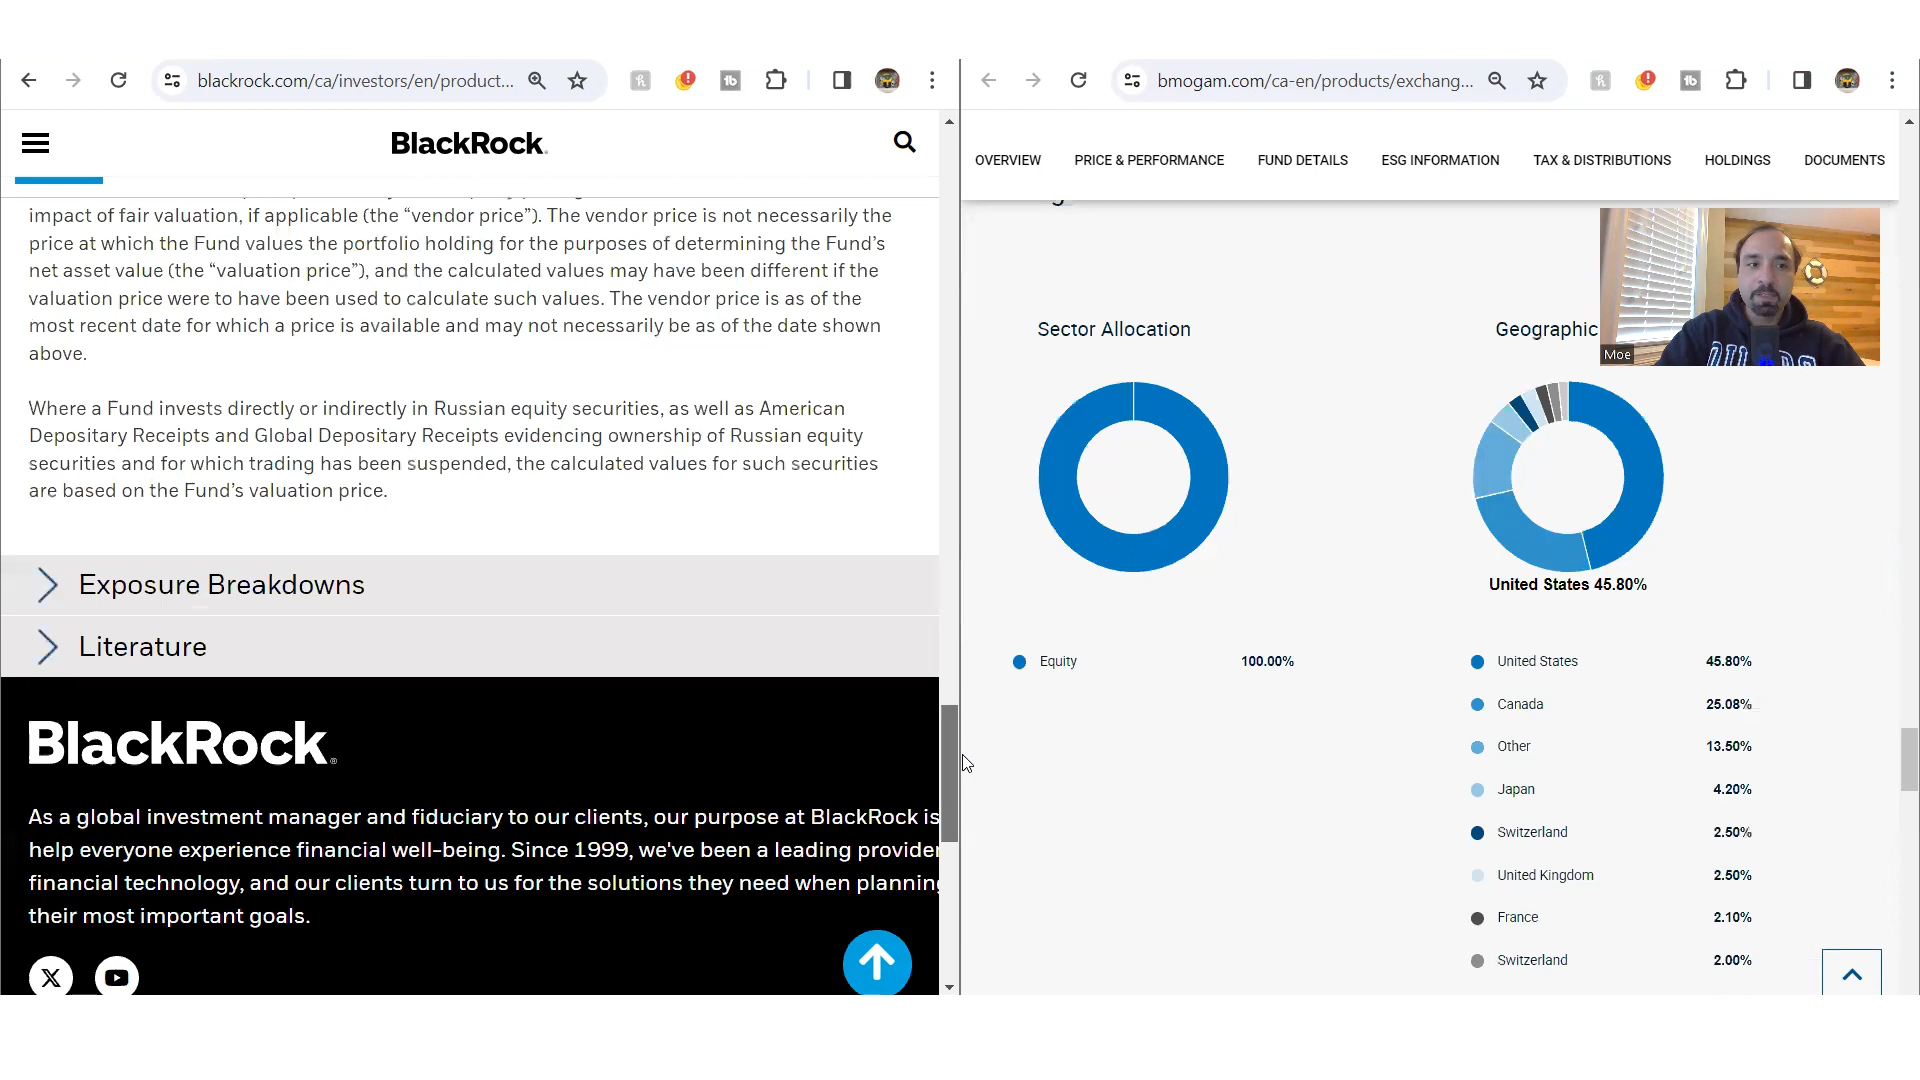 blackrock.com/ca/investors/en/product...
BlackRock.
impact of fair valuation, if applicable (the “vendor price”). The vendor price is not necessarily the
price at which the Fund values the portfolio holding for the purposes of determining the Fund’s
net asset value (the “valuation price”), and the calculated values may have been different if the
valuation price were to have been used to calculate such values. The vendor price is as of the
most recent date for which a price is available and may not necessarily be as of the date shown
above.
Where a Fund invests directly or indirectly in Russian equity securities, as well as American
Depositary Receipts and Global Depositary Receipts evidencing ownership of Russian equity
securities and for which trading has been suspended, the calculated values for such securities
are based on the Fund’s valuation price.
Exposure Breakdowns
Literature
BlackRock®
As a global investment manager and fiduciary to our clients, our purpose at BlackRock is
help everyone experience financial well-being. Since 1999, we've been a leading provider
financial technology, and our clients turn to us for the solutions they need when planning
their most important goals.
bmogam.com/ca-en/products/exchang...
OVERVIEW PRICE & PERFORMANCE FUND DETAILS ESG INFORMATION TAX & DISTRIBUTIONS HOLDINGS DOCUMENTS
Moe
Sector Allocation
Equity 100.00%
Geographic
United States 45.80%
United States 45.80%
Canada 25.08%
Other 13.50%
Japan 4.20%
Switzerland 2.50%
United Kingdom 2.50%
France 2.10%
Switzerland 2.00%